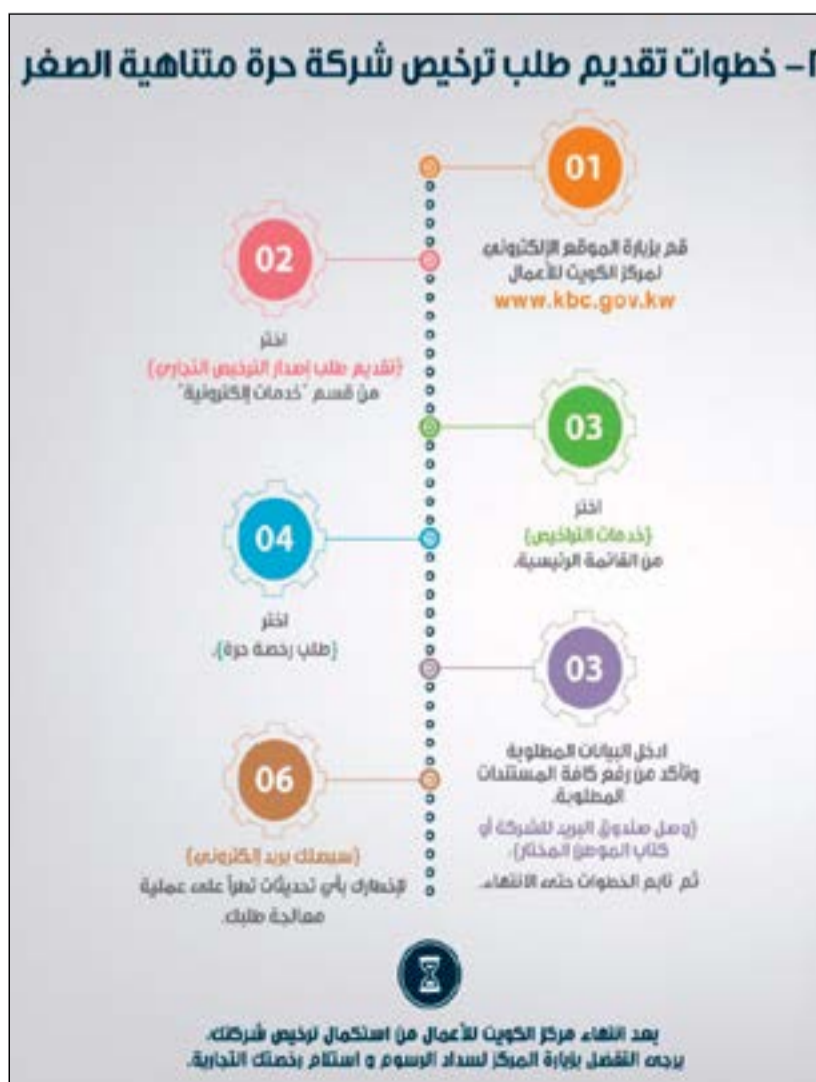 ٢- خطوات تقديم طلب ترخيص شركة حرة متناهية الصغر
01
قم بزيارة الموقع الإلكتروني
لمركز الكويت للأعمال
www.kbc.gov.kw
02
اختر
(تقديم طلب إصدار الترخيص التجاري)
من قسم "خدمات إلكترونية"
03
اختر
(خدمات التراخيص)
من القائمة الرئيسية.
04
اختر
(طلب رخصة حرة).
03
ادخل البيانات المطلوبة
وتأكد من رفع كافة المستندات
المطلوبة.
(وصل صندوق البريد للشركة أو
كتاب الموطن المختار).
ثم تابع الخطوات حتى الانتهاء.
06
(سيصلك بريد إلكتروني)
لإخطارك بأي تحديثات تطرأ على عملية
معالجة طلبك.
بعد انتهاء مركز الكويت للأعمال من استكمال ترخيص شركتك،
يرجى التفضل بزيارة المركز لسداد الرسوم و استلام رخصتك التجارية.